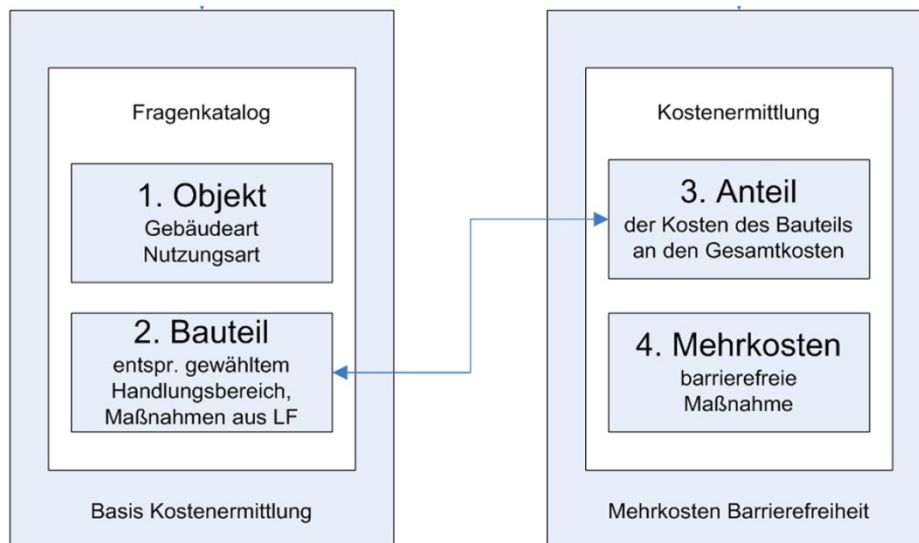 Fragenkatalog
1. Objekt
Gebäudeart
Nutzungsart
2. Bauteil
entspr. gewähltem
Handlungsbereich,
Maßnahmen aus LF
Basis Kostenermittlung
Kostenermittlung
3. Anteil
der Kosten des Bauteils
an den Gesamtkosten
4. Mehrkosten
barrierefreie
Maßnahme
Mehrkosten Barrierefreiheit